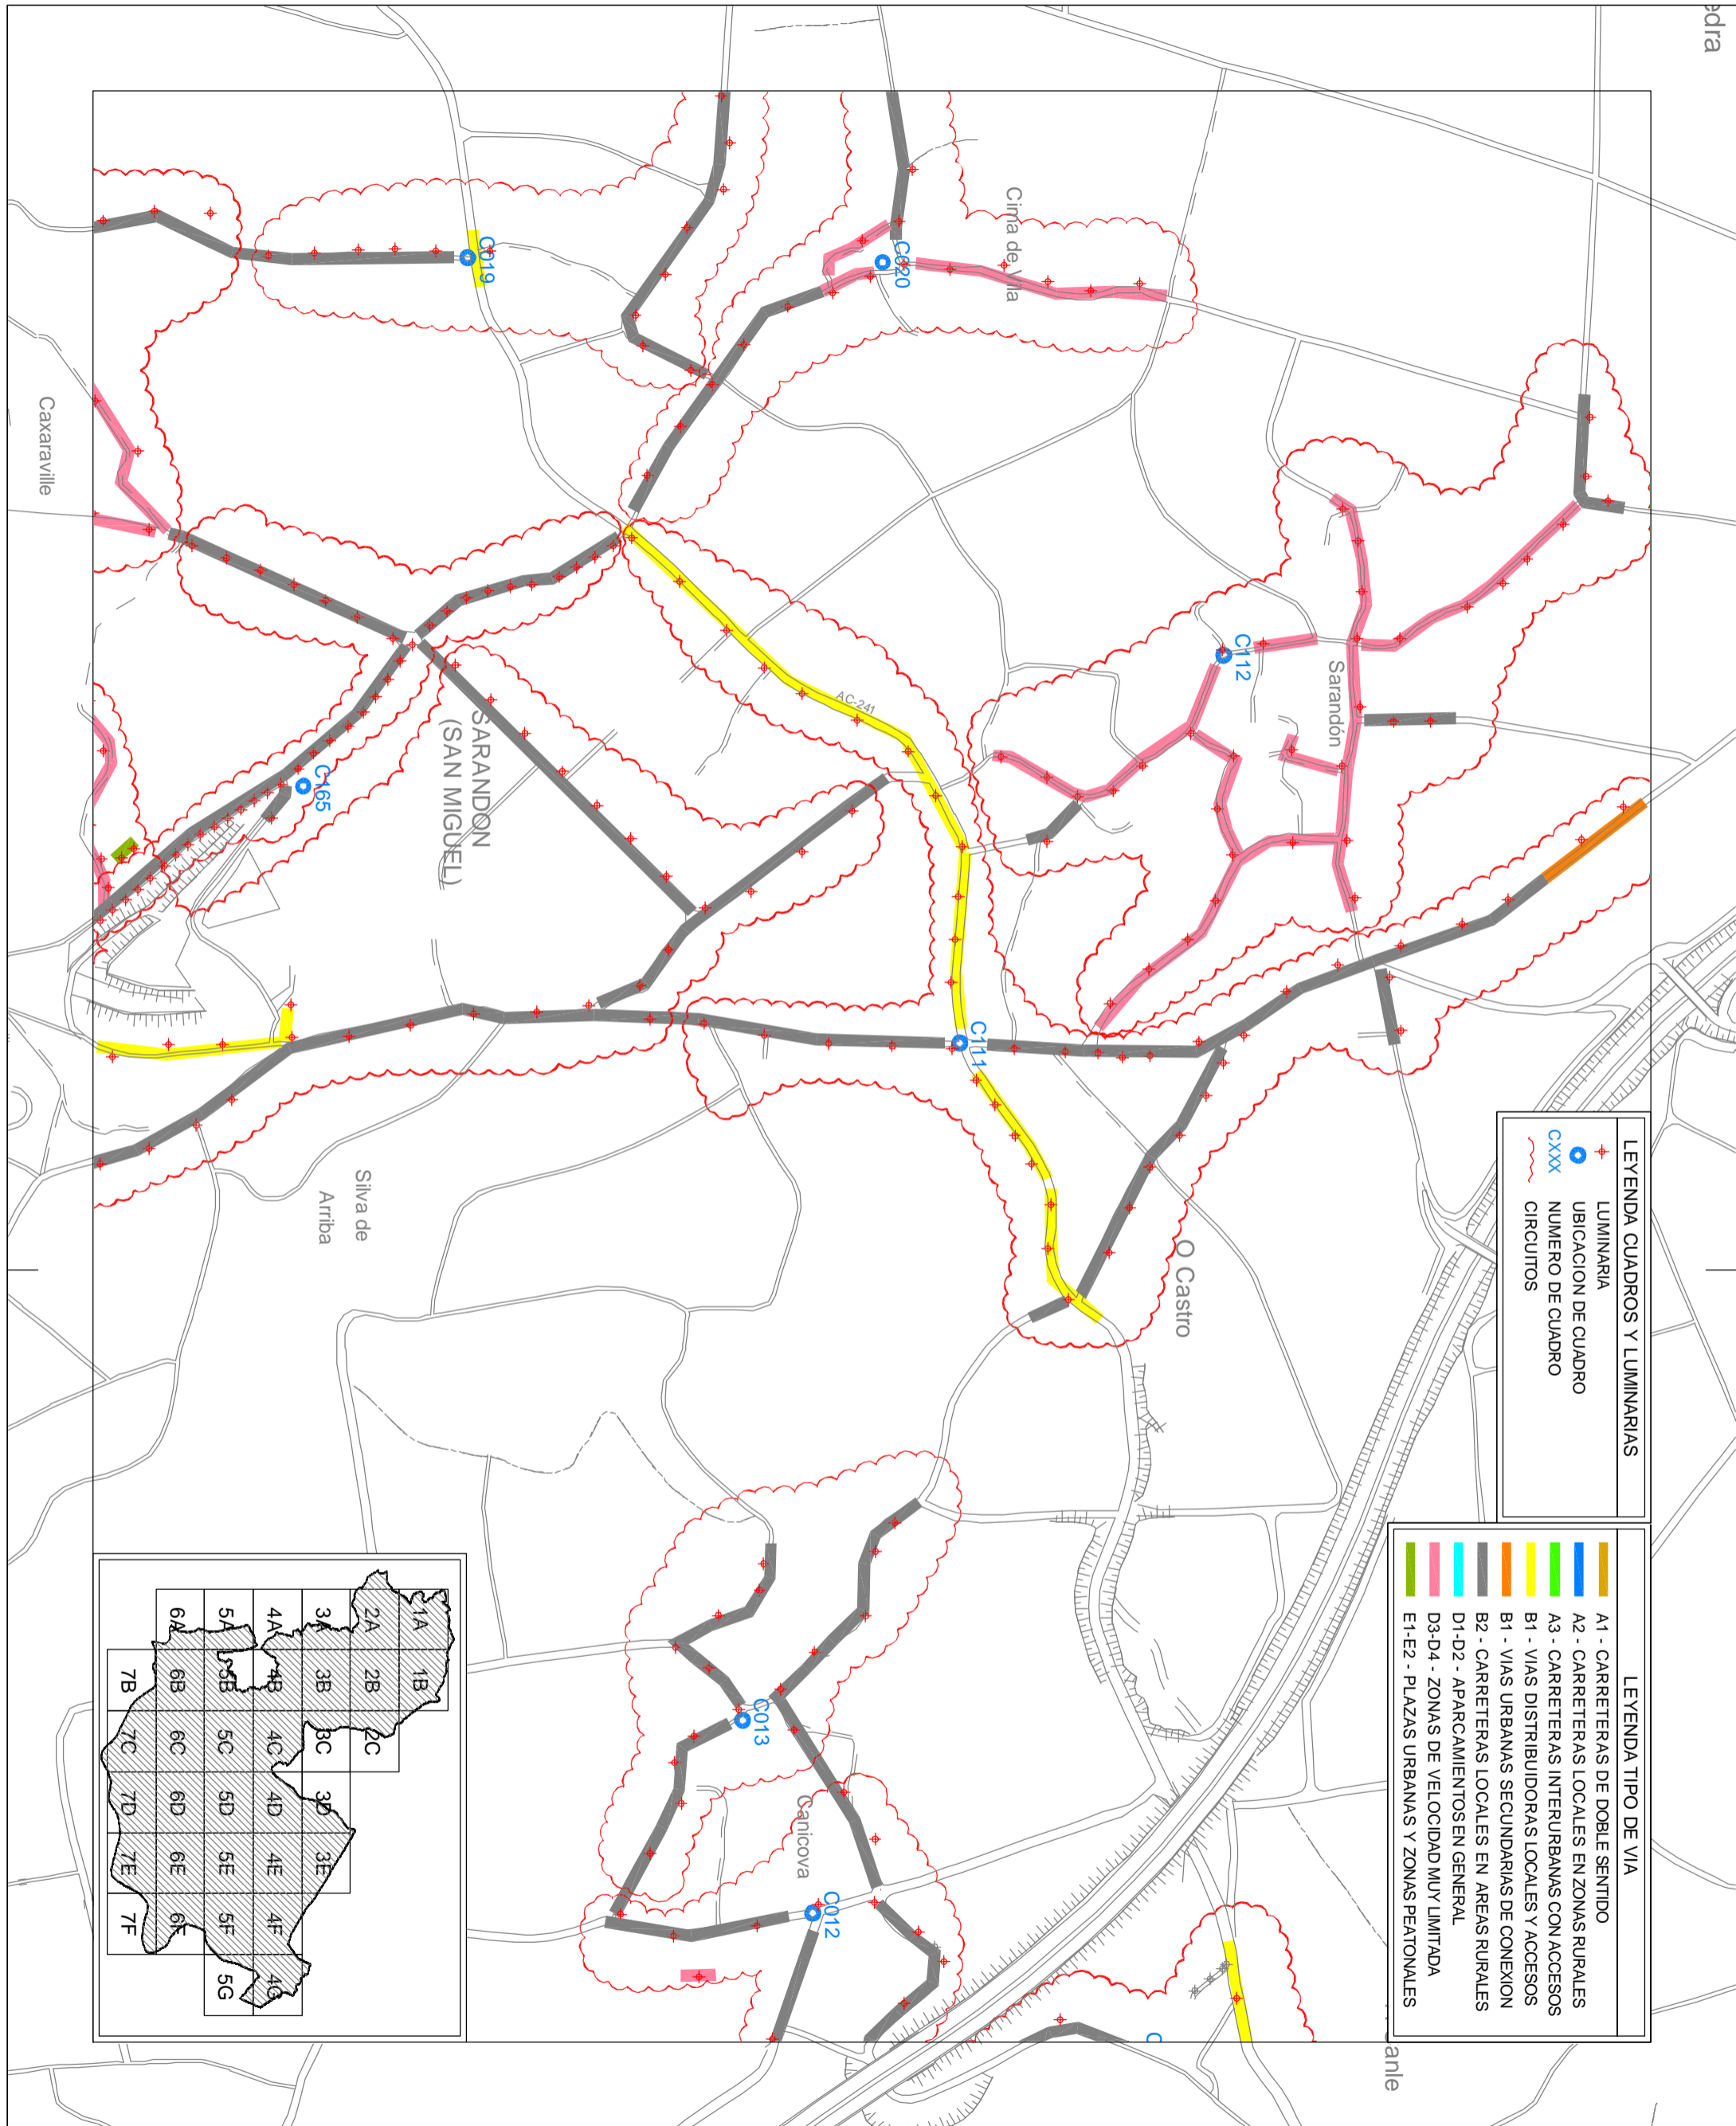 edra
LEYENDA CUADROS Y LUMINARIAS
LUMINARIA
UBICACION DE CUADRO
CXXX NUMERO DE CUADRO
CIRCUITOS
LEYENDA TIPO DE VIA
A1 - CARRETERAS DE DOBLE SENTIDO
A2 - CARRETERAS LOCALES EN ZONAS RURALES
A3 - CARRETERAS INTERURBANAS CON ACCESOS
B1 - VIAS DISTRIBUIDORAS LOCALES Y ACCESOS
B1 - VIAS URBANAS SECUNDARIAS DE CONEXION
B2 - CARRETERAS LOCALES EN AREAS RURALES
D1-D2 - APARCAMIENTOS EN GENERAL
D3-D4 - ZONAS DE VELOCIDAD MUY LIMITADA
E1-E2 - PLAZAS URBANAS Y ZONAS PEATONALES
anle
Sarandón
C112
O Castro
C
Cima de Vila
C111
C020
AC-241
C012
Canicova
C013
C019
SARANDON
(SAN MIGUEL)
C165
Silva de
Arriba
Caxaraville
1A 1B
2A 2B 2C
3A 3B 3C 3D 3E
4A 4B 4C 4D 4E 4F 4G
5A 5B 5C 5D 5E 5F 5G
6A 6B 6C 6D 6E 6F
7B 7C 7D 7E 7F